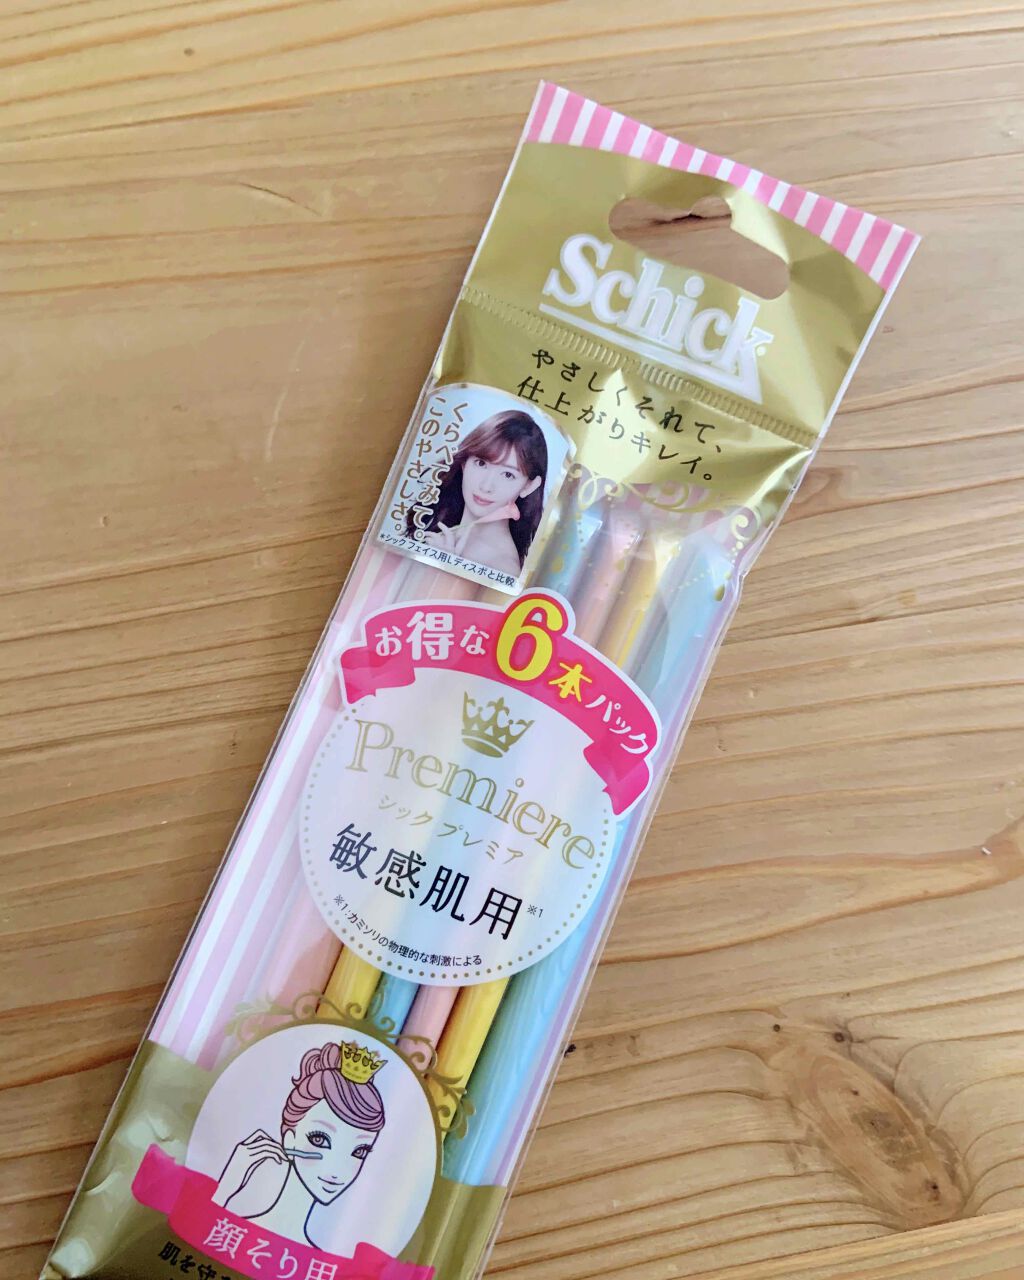 Schick
やさしくそれて、
仕上がりキレイ。
くらべてみて。
このやさしさ。
*シック フェイス用Lディスポと比較
お得な6本パック
Premiere
シック プレミア
敏感肌用※1
※1:カミソリの物理的な刺激による
顔そり用
肌を守